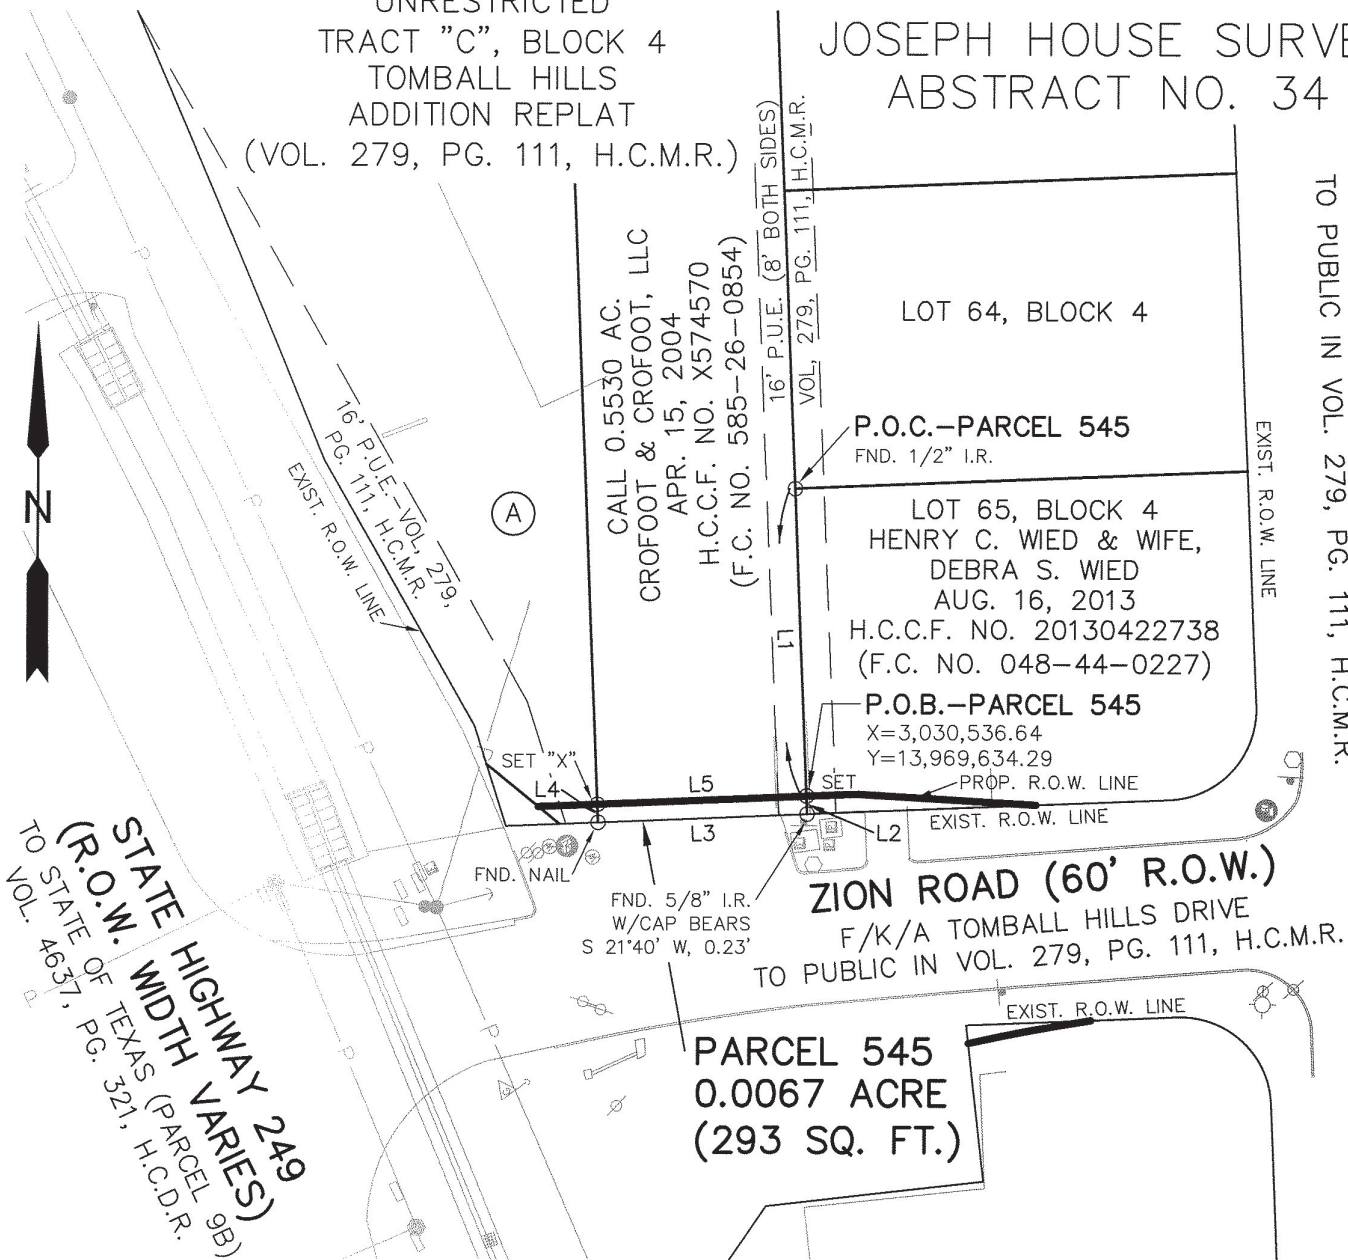 UNRESTRICTED
TRACT "C", BLOCK 4
TOMBALL HILLS
ADDITION REPLAT
(VOL. 279, PG. 111, H.C.M.R.)
JOSEPH HOUSE SURVE
ABSTRACT NO. 34
16' P.U.E. (8' BOTH SIDES)
VOL, 279, PG. 111, H.C.M.R.
TO PUBLIC IN VOL. 279, PG. 111, H.C.M.R.
LOT 64, BLOCK 4
CALL 0.5530 AC.
CROFOOT & CROFOOT, LLC
APR. 15, 2004
H.C.C.F. NO. X574570
(F.C. NO. 585-26-0854)
16' P.U.E.-VOL, 279,
PG. 111, H.C.M.R.
EXIST. R.O.W. LINE
A
N
P.O.C.-PARCEL 545
FND. 1/2" I.R.
EXIST. R.O.W. LINE
LOT 65, BLOCK 4
HENRY C. WIED & WIFE,
DEBRA S. WIED
AUG. 16, 2013
H.C.C.F. NO. 20130422738
(F.C. NO. 048-44-0227)
L1
P.O.B.-PARCEL 545
X=3,030,536.64
Y=13,969,634.29
SET "X"
L4
L5
SET
PROP. R.O.W. LINE
L3
L2
EXIST. R.O.W. LINE
FND. NAIL
FND. 5/8" I.R.
W/CAP BEARS
S 21°40' W, 0.23'
ZION ROAD (60' R.O.W.)
F/K/A TOMBALL HILLS DRIVE
TO PUBLIC IN VOL. 279, PG. 111, H.C.M.R.
EXIST. R.O.W. LINE
STATE HIGHWAY 249
(R.O.W. WIDTH VARIES)
TO STATE OF TEXAS (PARCEL 9B)
VOL. 4637, PG. 321, H.C.D.R.
PARCEL 545
0.0067 ACRE
(293 SQ. FT.)
P
P
P
P
P
P
P